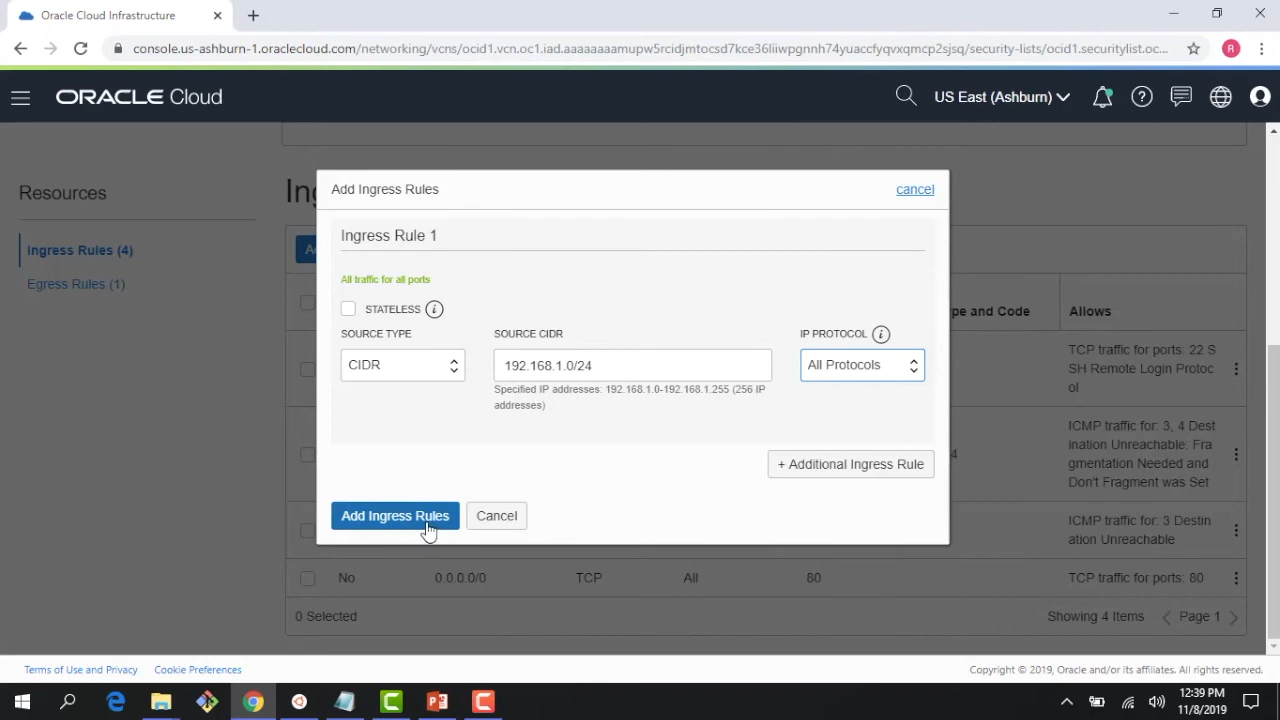 Oracle Cloud Infrastructure
console.us-ashburn-1.oraclecloud.com/networking/vcns/ocid1.vcn.oc1.iad.aaaaaaaamupw5rcidjmtocsd7kce36liiwpgnnh74yuaccfyqvxqmcp2sjsq/security-lists/ocid1.securitylist.oc...
R
ORACLE Cloud
US East (Ashburn)
Resources
Ingress Rules (4)
Egress Rules (1)
Ing
A
Add Ingress Rules
cancel
Ingress Rule 1
All traffic for all ports
STATELESS i
SOURCE TYPE
SOURCE CIDR
IP PROTOCOL i
CIDR
192.168.1.0/24
All Protocols
Specified IP addresses: 192.168.1.0-192.168.1.255 (256 IP
addresses)
+ Additional Ingress Rule
Add Ingress Rules
Cancel
pe and Code
Allows
TCP traffic for ports: 22 S
SH Remote Login Protoc
ol
4
ICMP traffic for: 3, 4 Dest
ination Unreachable: Fra
gmentation Needed and
Don't Fragment was Set
ICMP traffic for: 3 Destin
ation Unreachable
No
0.0.0.0/0
TCP
All
80
TCP traffic for ports: 80
0 Selected
Showing 4 Items
Page 1
Terms of Use and Privacy
Cookie Preferences
Copyright © 2019, Oracle and/or its affiliates. All rights reserved.
12:39 PM
11/8/2019